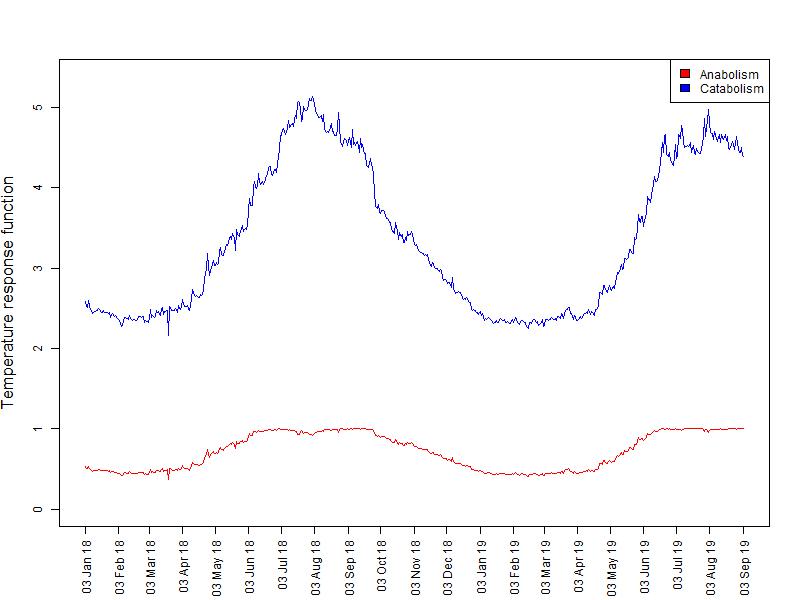 Anabolism
Catabolism
Temperature response function
5
4
3
2
1
0
03 Jan 18
03 Feb 18
03 Mar 18
03 Apr 18
03 May 18
03 Jun 18
03 Jul 18
03 Aug 18
03 Sep 18
03 Oct 18
03 Nov 18
03 Dec 18
03 Jan 19
03 Feb 19
03 Mar 19
03 Apr 19
03 May 19
03 Jun 19
03 Jul 19
03 Aug 19
03 Sep 19